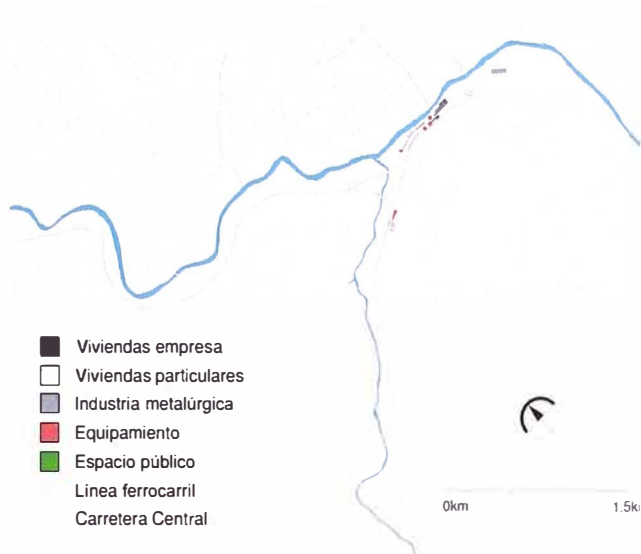 Viviendas empresa
Viviendas particulares
Industria metalúrgica
Equipamiento
Espacio público
Línea ferrocarril
Carretera Central
0km 1.5k